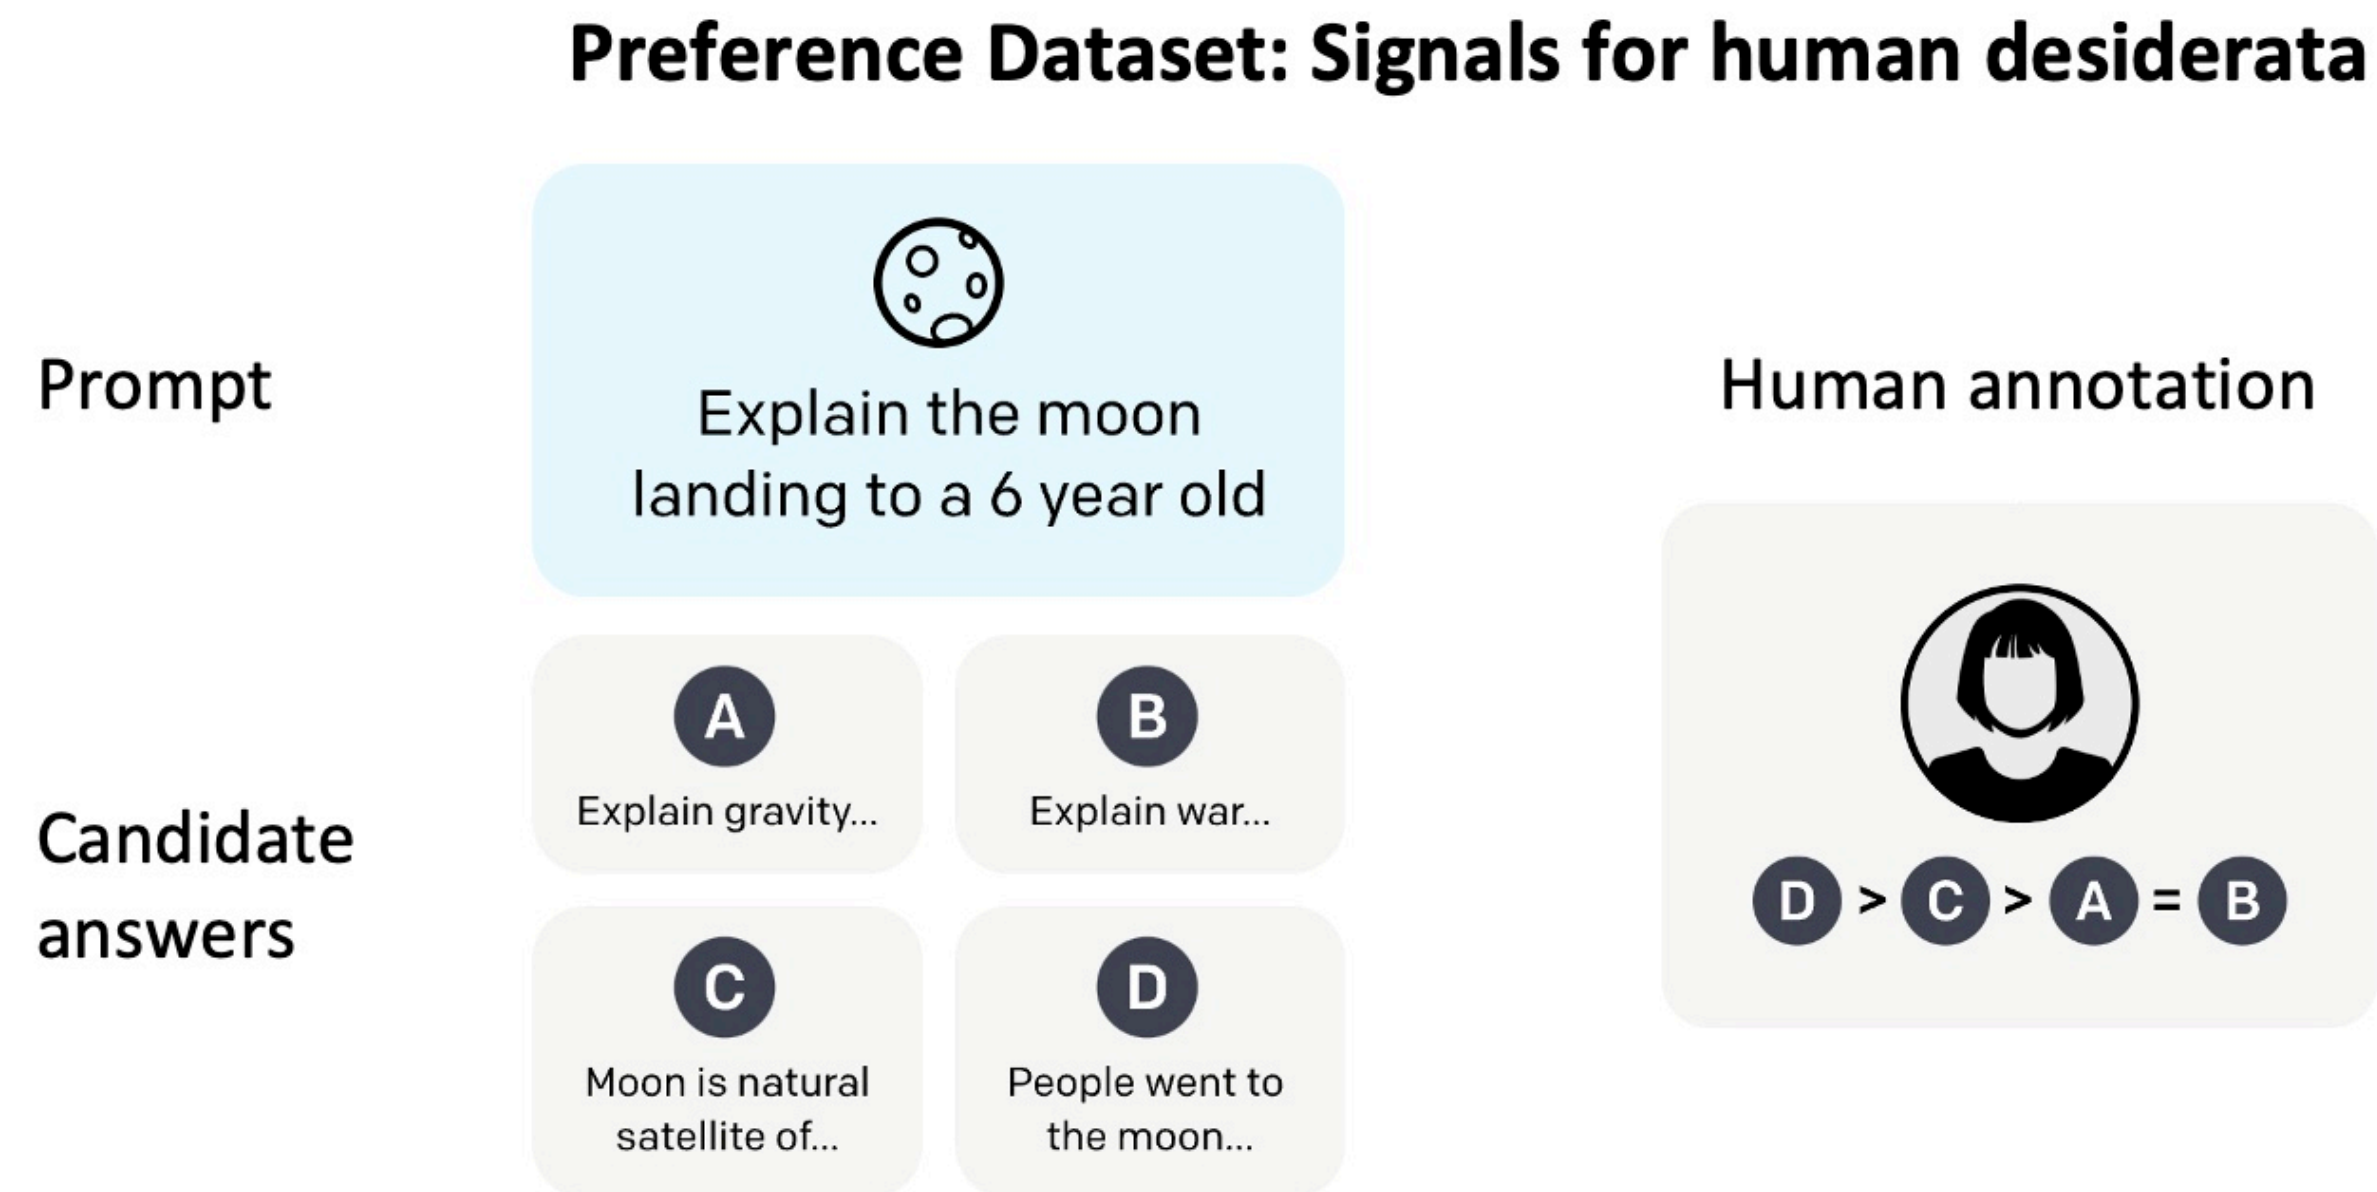 Preference Dataset: Signals for human desiderata
Prompt
Explain the moon
landing to a 6 year old
Human annotation
Candidate
answers
A
Explain gravity...
B
Explain war...
C
Moon is natural
satellite of...
D
People went to
the moon...
D > C > A = B